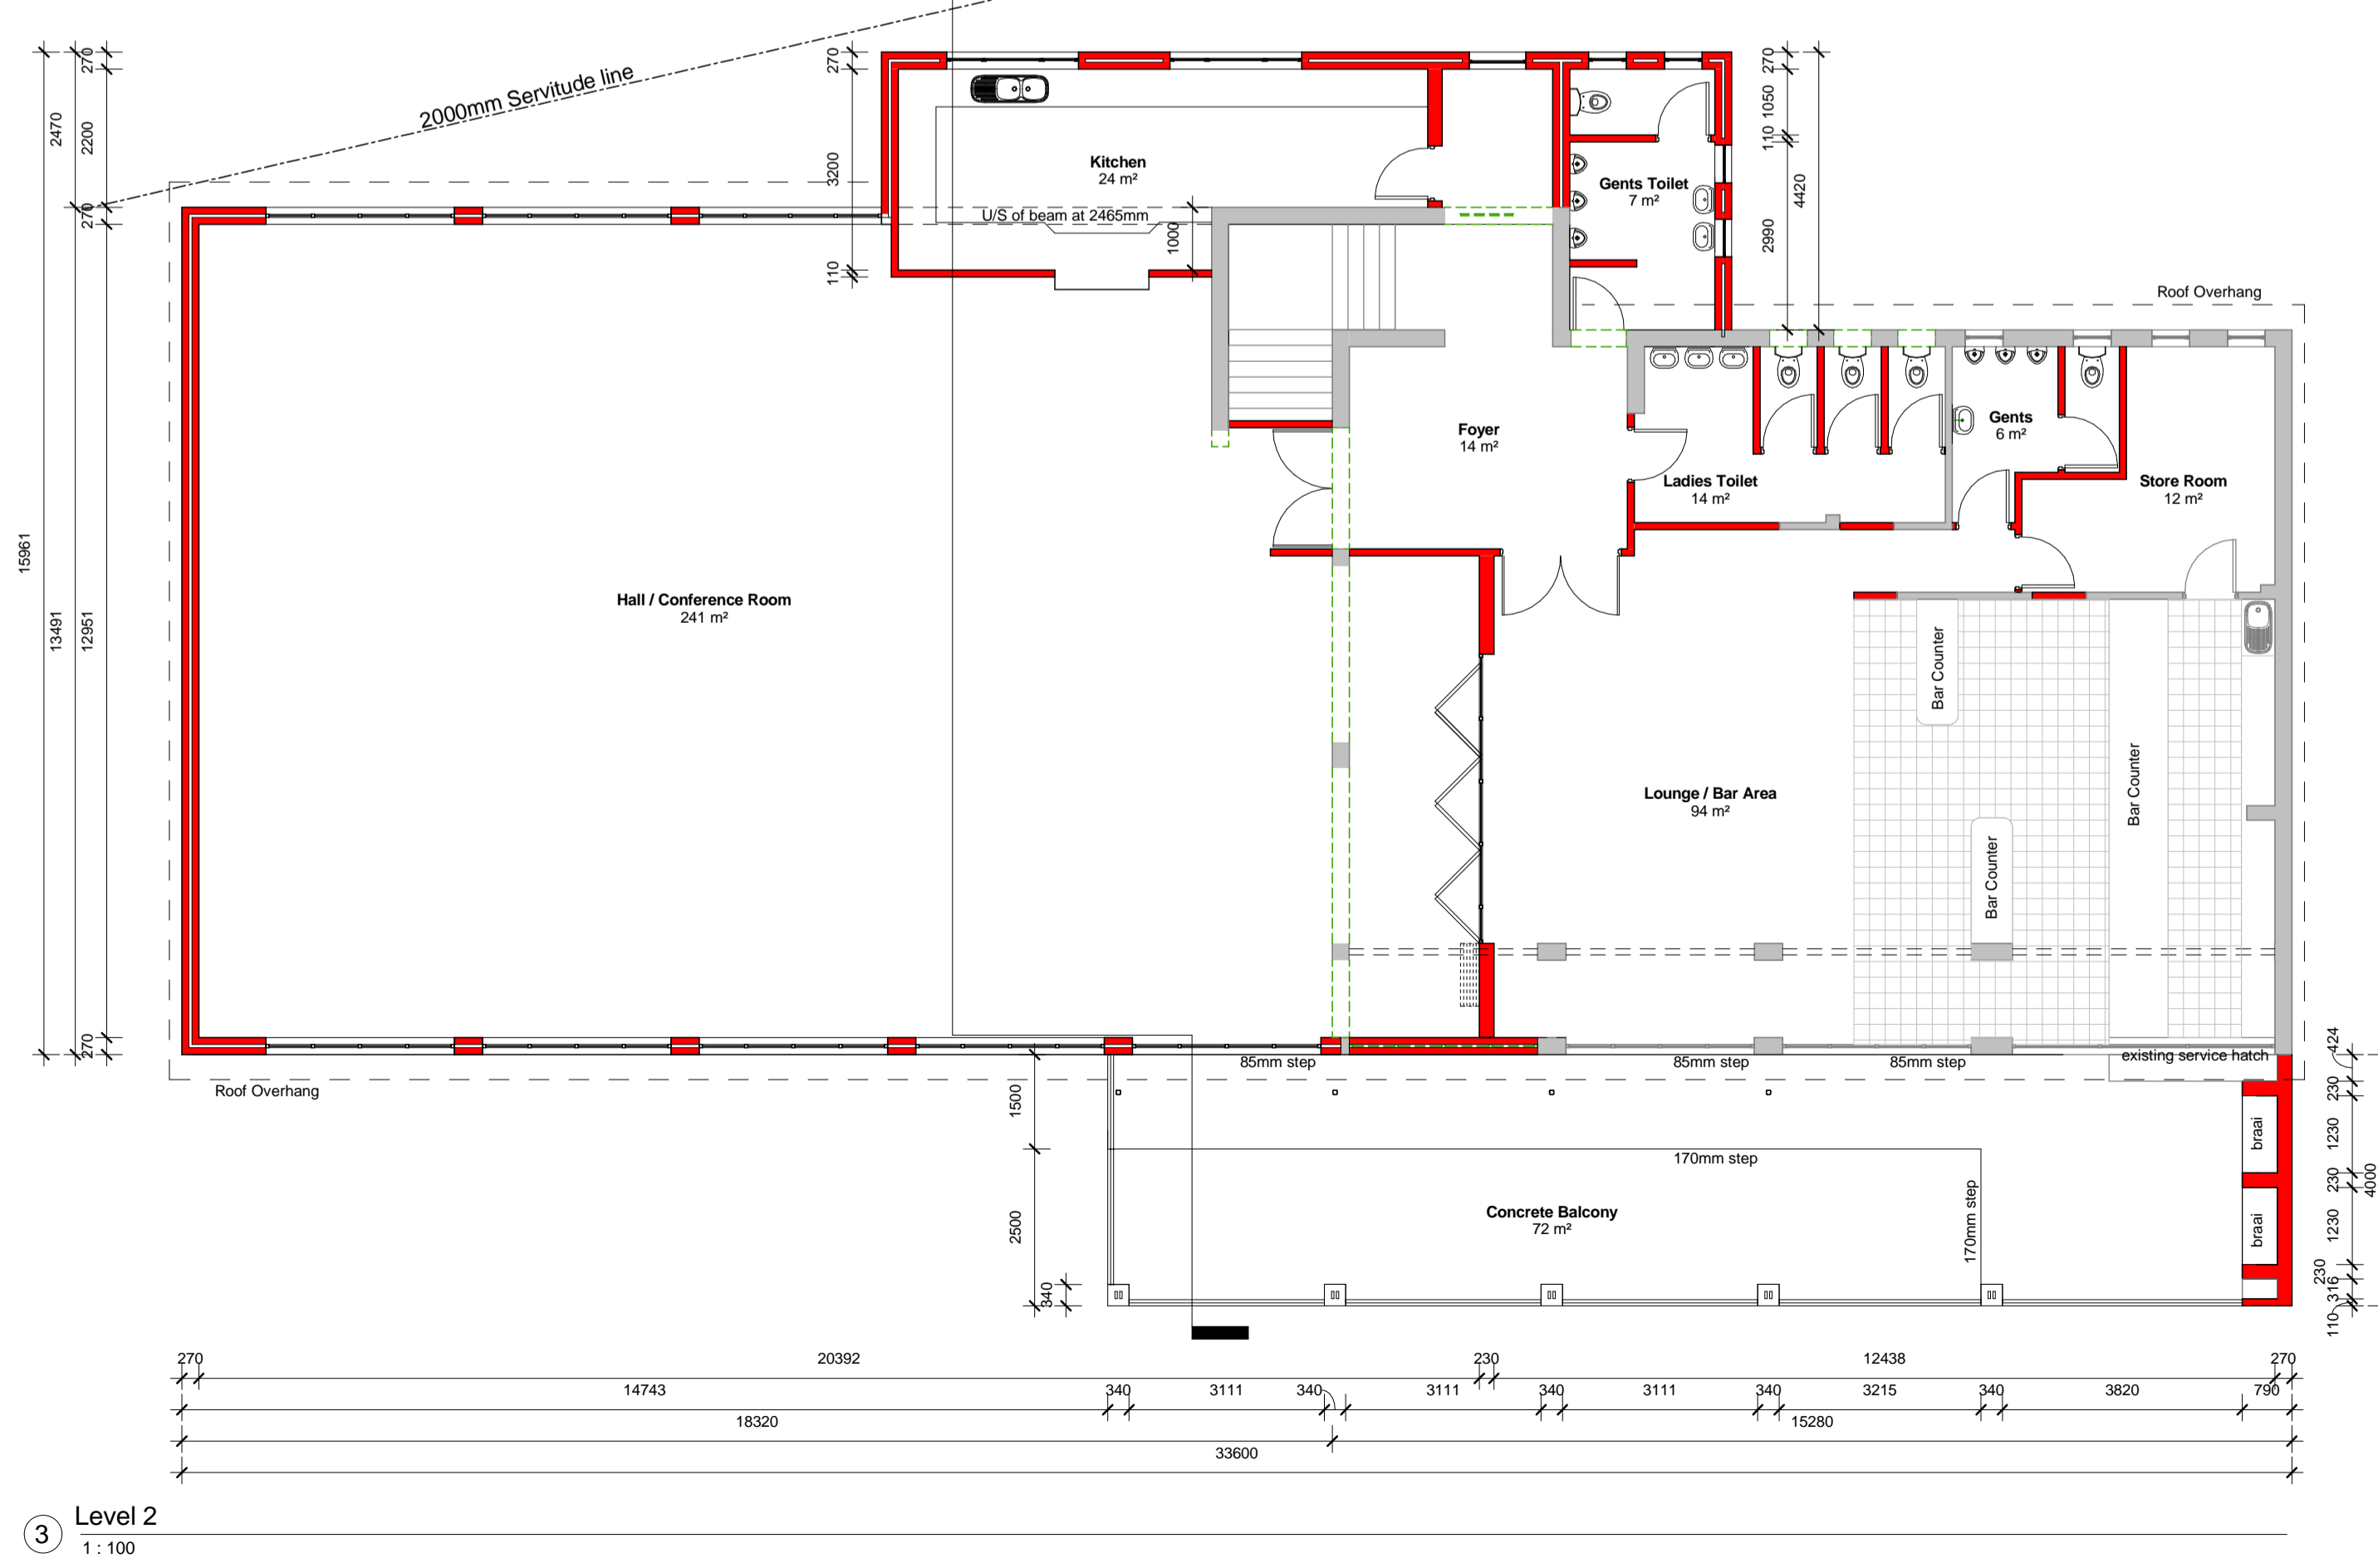 2000mm Servitude line
270
2470
2200
270
15961
13491
12951
270
270
3200
110
1000
Kitchen
24 m²
U/S of beam at 2465mm
Gents Toilet
7 m²
270
1050
110
4420
2990
Roof Overhang
Foyer
14 m²
Ladies Toilet
14 m²
Gents
6 m²
Store Room
12 m²
Hall / Conference Room
241 m²
Lounge / Bar Area
94 m²
Bar Counter
Bar Counter
Bar Counter
85mm step
85mm step
85mm step
existing service hatch
Roof Overhang
170mm step
170mm step
Concrete Balcony
72 m²
braai
braai
1500
2500
340
424
230
1230
230
4000
1230
230
316
110
270
20392
230
12438
270
14743
340
3111
340
3111
340
3111
340
3215
340
3820
790
18320
15280
33600
3
Level 2
1 : 100